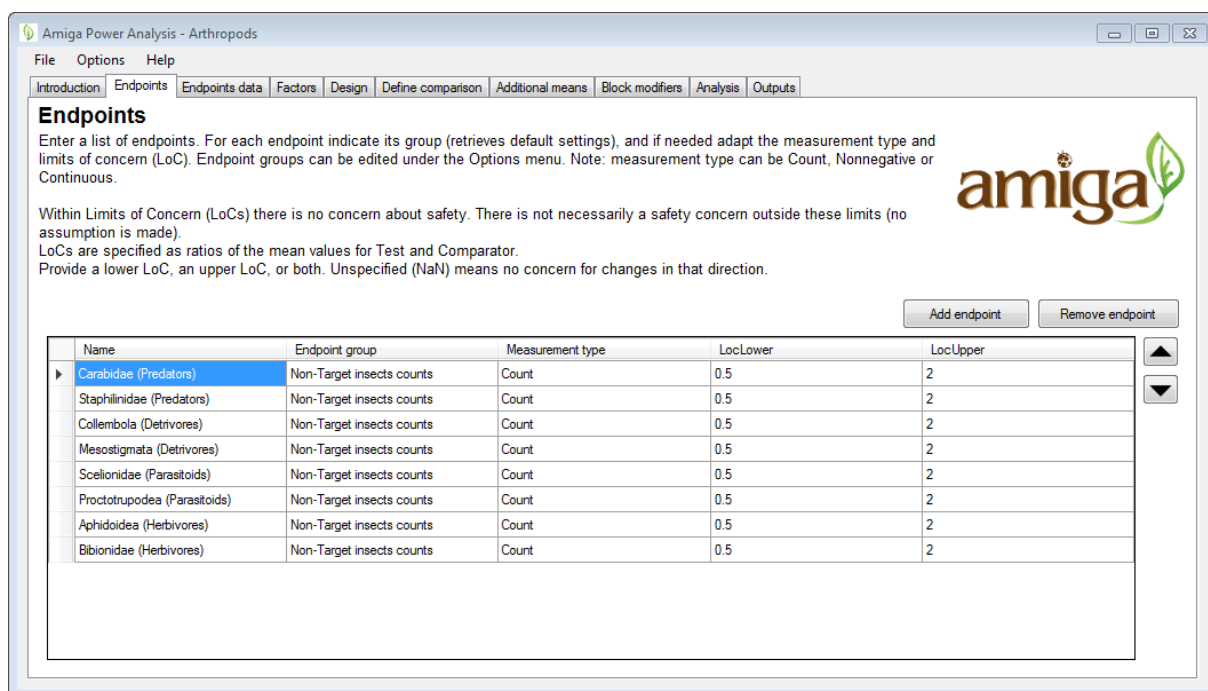 Amiga Power Analysis - Arthropods
File Options Help
Introduction Endpoints Endpoints data Factors Design Define comparison Additional means Block modifiers Analysis Outputs
Endpoints
Enter a list of endpoints. For each endpoint indicate its group (retrieves default settings), and if needed adapt the measurement type and
limits of concern (LoC). Endpoint groups can be edited under the Options menu. Note: measurement type can be Count, Nonnegative or
Continuous.
Within Limits of Concern (LoCs) there is no concern about safety. There is not necessarily a safety concern outside these limits (no
assumption is made).
LoCs are specified as ratios of the mean values for Test and Comparator.
Provide a lower LoC, an upper LoC, or both. Unspecified (NaN) means no concern for changes in that direction.
amiga
Add endpoint Remove endpoint
Name Endpoint group Measurement type LocLower LocUpper
Carabidae (Predators) Non-Target insects counts Count 0.5 2
Staphilinidae (Predators) Non-Target insects counts Count 0.5 2
Collembola (Detrivores) Non-Target insects counts Count 0.5 2
Mesostigmata (Detrivores) Non-Target insects counts Count 0.5 2
Scelionidae (Parasitoids) Non-Target insects counts Count 0.5 2
Proctotrupodea (Parasitoids) Non-Target insects counts Count 0.5 2
Aphidoidea (Herbivores) Non-Target insects counts Count 0.5 2
Bibionidae (Herbivores) Non-Target insects counts Count 0.5 2